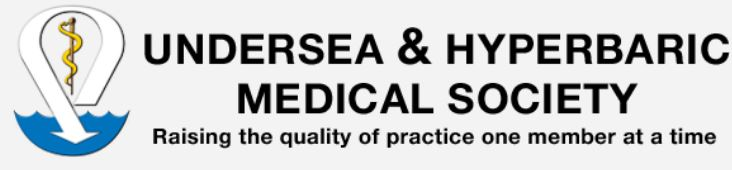 UNDERSEA & HYPERBARIC
MEDICAL SOCIETY
Raising the quality of practice one member at a time